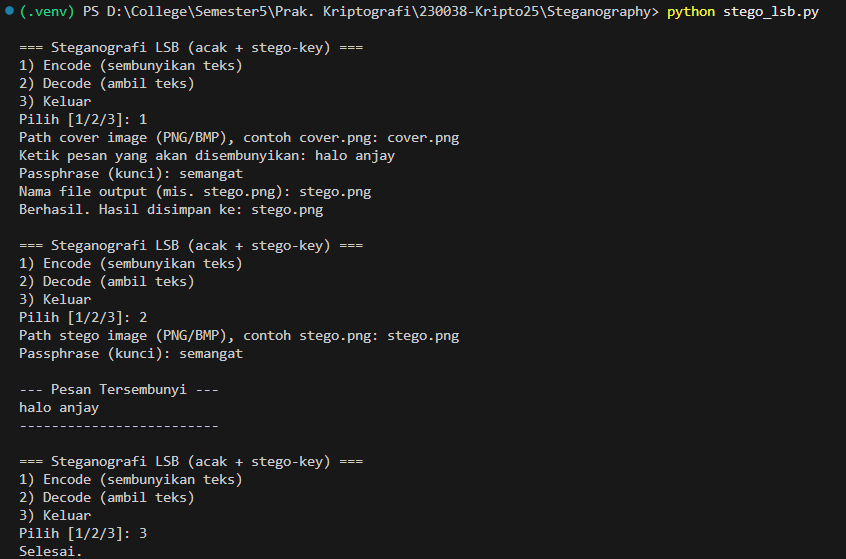 (.venv) PS D:\College\Semester5\Prak. Kriptografi\230038-Kripto25\Steganography> python stego_lsb.py
=== Steganografi LSB (acak + stego-key) ===
1) Encode (sembunyikan teks)
2) Decode (ambil teks)
3) Keluar
Pilih [1/2/3]: 1
Path cover image (PNG/BMP), contoh cover.png: cover.png
Ketik pesan yang akan disembunyikan: halo anjay
Passphrase (kunci): semangat
Nama file output (mis. stego.png): stego.png
Berhasil. Hasil disimpan ke: stego.png
=== Steganografi LSB (acak + stego-key) ===
1) Encode (sembunyikan teks)
2) Decode (ambil teks)
3) Keluar
Pilih [1/2/3]: 2
Path stego image (PNG/BMP), contoh stego.png: stego.png
Passphrase (kunci): semangat
--- Pesan Tersembunyi ---
halo anjay
-------------------------
=== Steganografi LSB (acak + stego-key) ===
1) Encode (sembunyikan teks)
2) Decode (ambil teks)
3) Keluar
Pilih [1/2/3]: 3
Selesai.